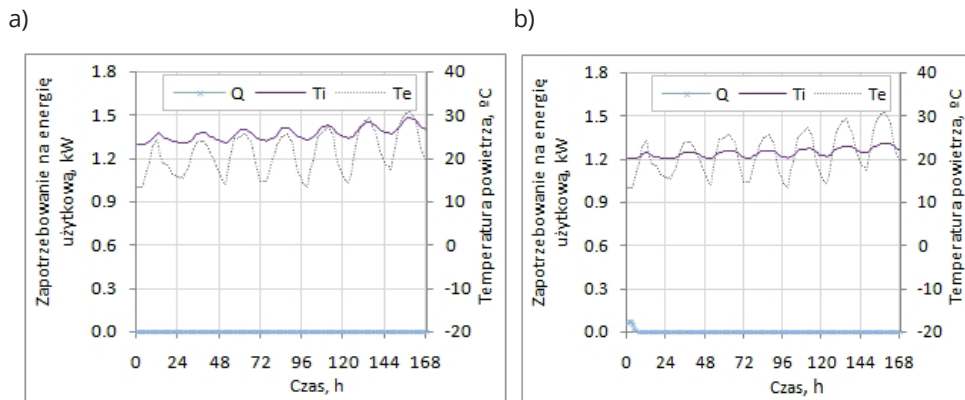 a)
1.8
1.5
1.2
0.9
0.6
0.3
0.0
Zapotrzebowanie na energię
użytkową, kW
Q Ti Te
40
30
20
10
0
-10
-20
Temperatura powietrza, ºC
0 24 48 72 96 120 144 168
Czas, h
b)
1.8
1.5
1.2
0.9
0.6
0.3
0.0
Zapotrzebowanie na energię
użytkową, kW
Q Ti Te
40
30
20
10
0
-10
-20
Temperatura powietrza, ºC
0 24 48 72 96 120 144 168
Czas, h